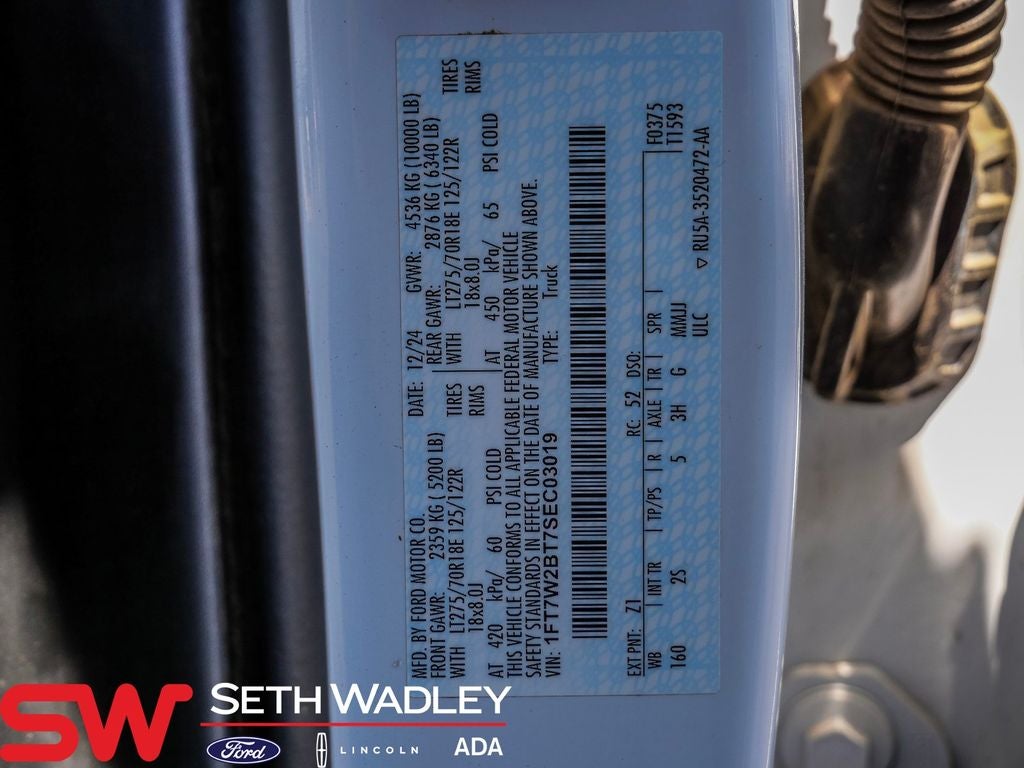 MFD. BY FORD MOTOR CO. DATE: 12/24 GVWR: 4536 KG (10000 LB)
FRONT GAWR: 2359 KG ( 5200 LB) REAR GAWR: 2876 KG ( 6340 LB)
WITH LT275/70R18E 125/122R TIRES WITH LT275/70R18E 125/122R TIRES
18x8.0J RIMS 18x8.0J RIMS
AT 420 kPa/ 60 PSI COLD AT 450 kPa/ 65 PSI COLD
THIS VEHICLE CONFORMS TO ALL APPLICABLE FEDERAL MOTOR VEHICLE
SAFETY STANDARDS IN EFFECT ON THE DATE OF MANUFACTURE SHOWN ABOVE.
VIN: 1FT7W2BT7SEC03019 TYPE: Truck
EXT PNT: Z1 RC: 52 DSO:
WB INT TR TP/PS R AXLE TR SPR F0375
160 2S 5 3H G MMJJ T1593
ULC ▽ RU5A-3520472-AA
SW SETH WADLEY
Ford LINCOLN ADA